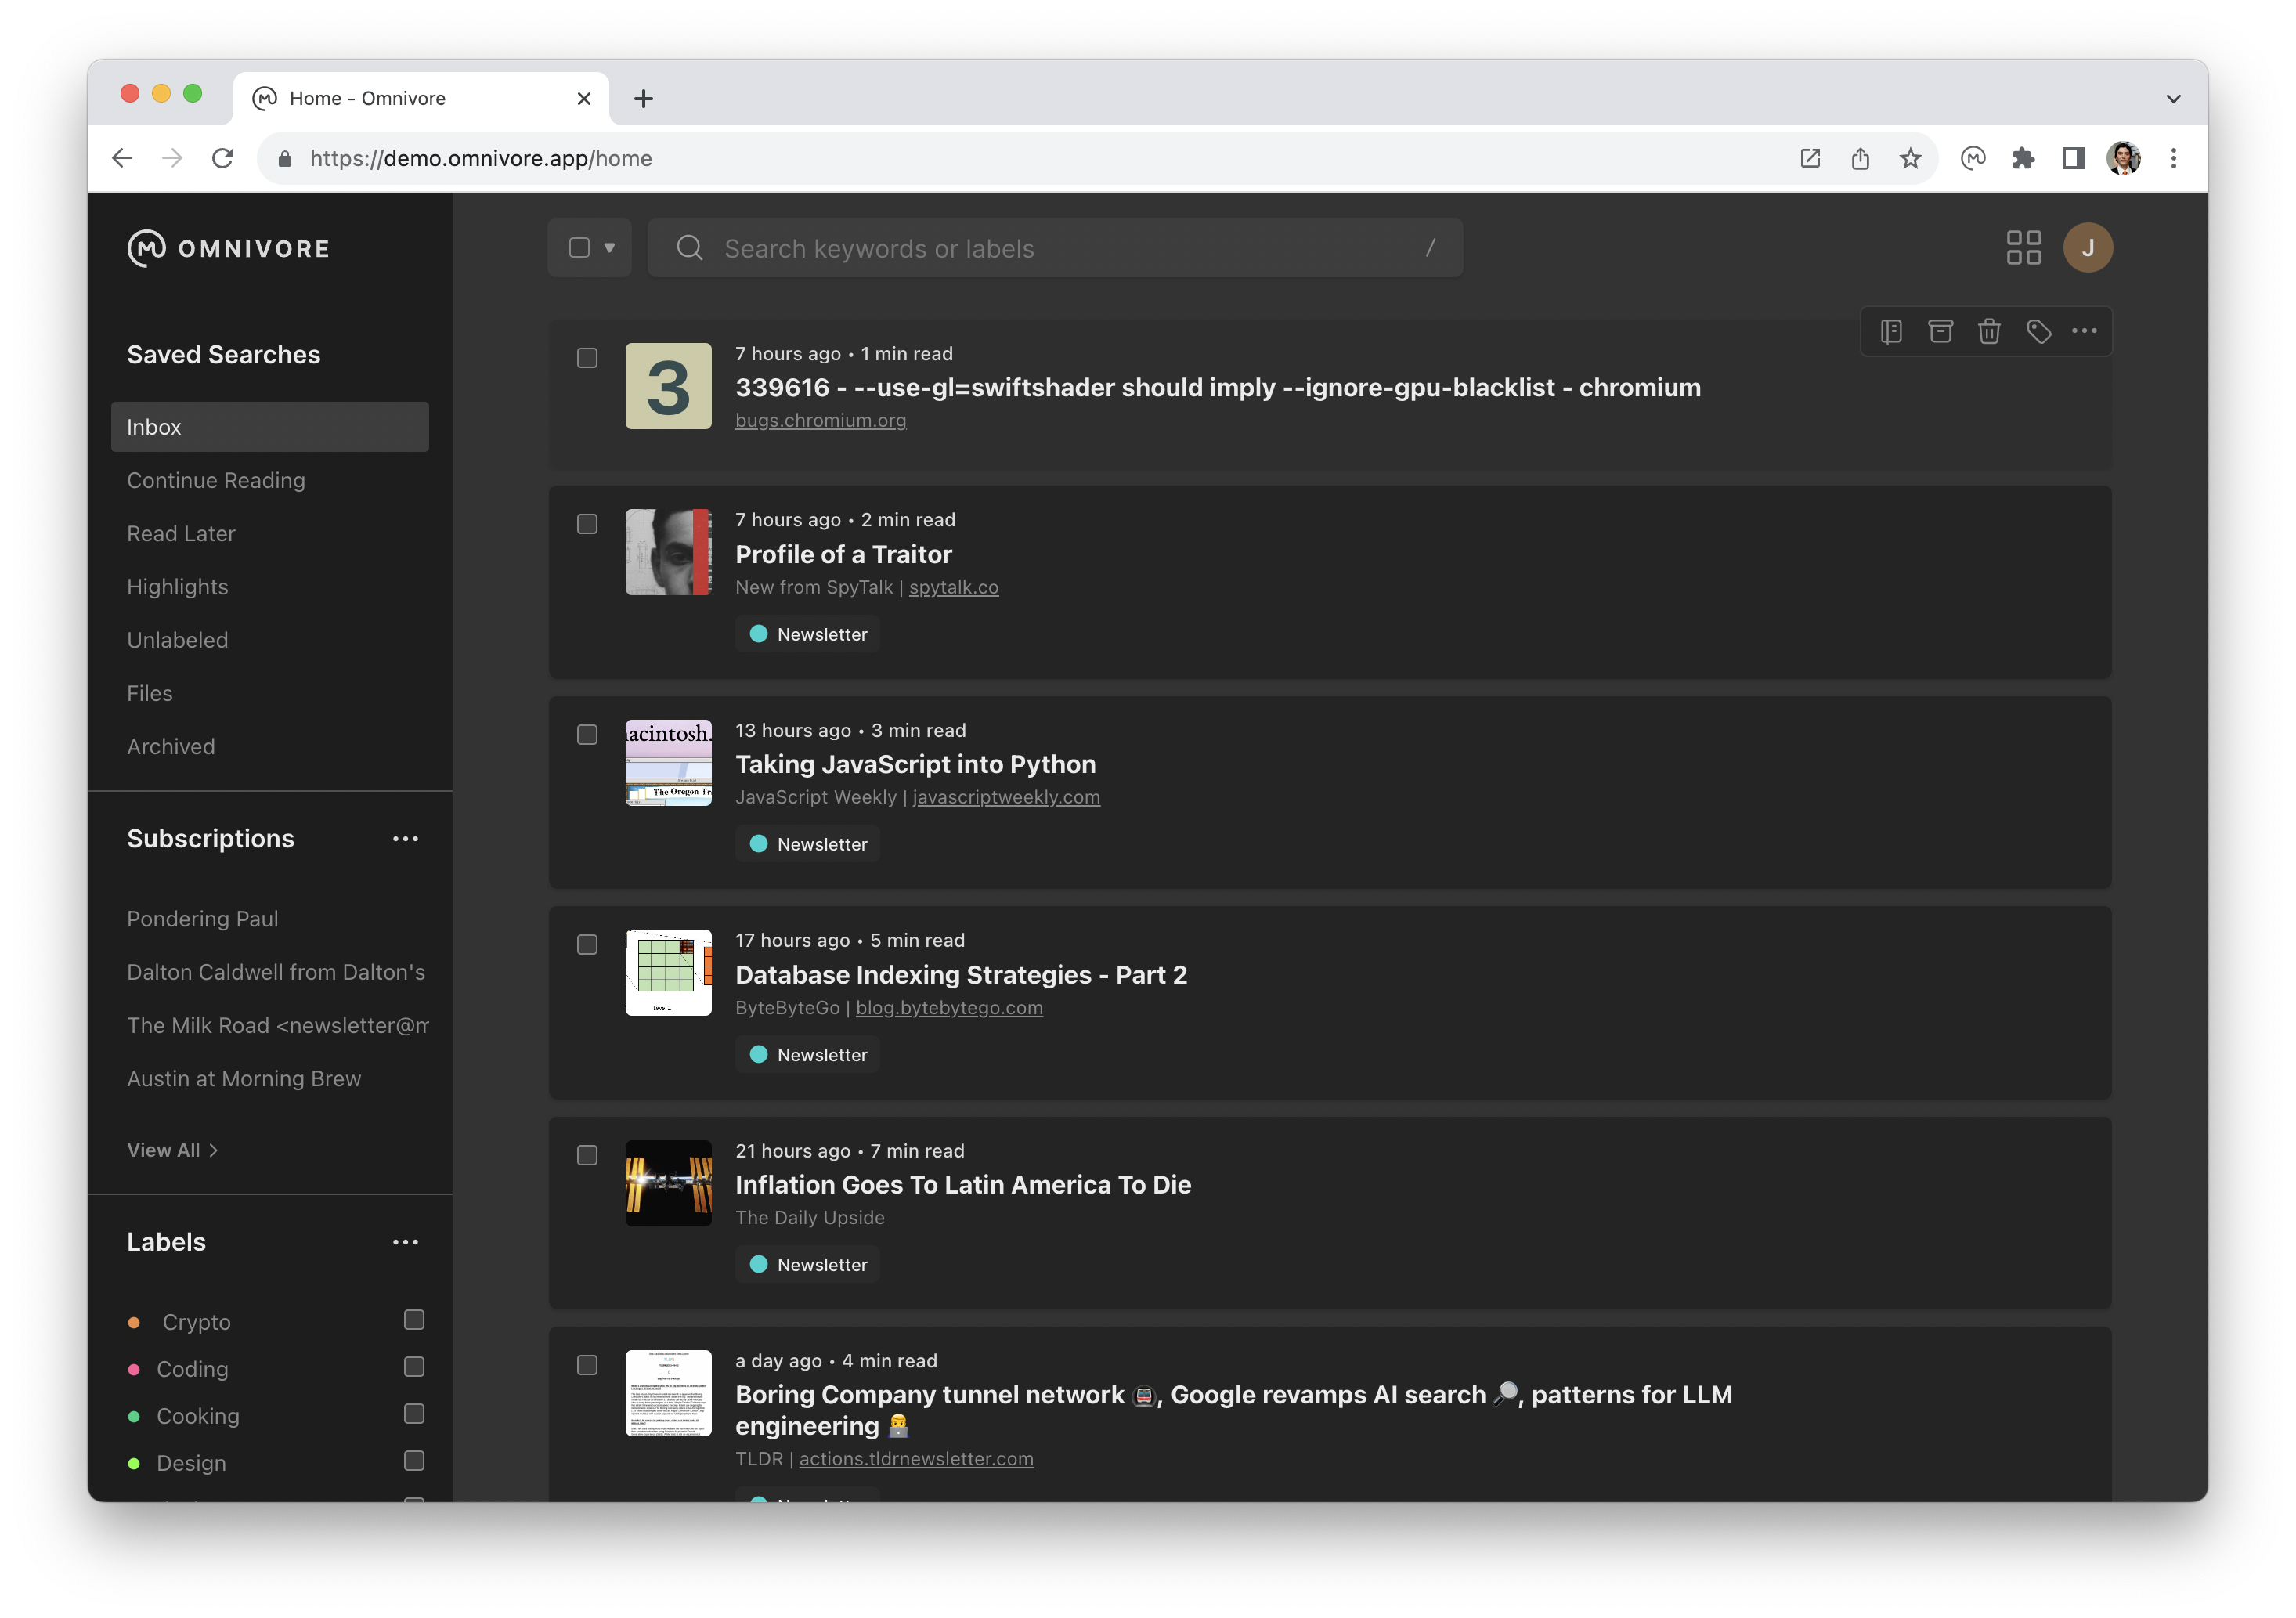 Home - Omnivore
https://demo.omnivore.app/home
OMNIVORE
Saved Searches
Inbox
Continue Reading
Read Later
Highlights
Unlabeled
Files
Archived
Subscriptions
Pondering Paul
Dalton Caldwell from Dalton's
The Milk Road <newsletter@m
Austin at Morning Brew
View All >
Labels
Crypto
Coding
Cooking
Design
Search keywords or labels /
J
3
7 hours ago • 1 min read
339616 - --use-gl=swiftshader should imply --ignore-gpu-blacklist - chromium
bugs.chromium.org
7 hours ago • 2 min read
Profile of a Traitor
New from SpyTalk | spytalk.co
Newsletter
acintosh.
The Oregon Tr
13 hours ago • 3 min read
Taking JavaScript into Python
JavaScript Weekly | javascriptweekly.com
Newsletter
Level 2
17 hours ago • 5 min read
Database Indexing Strategies - Part 2
ByteByteGo | blog.bytebytego.com
Newsletter
21 hours ago • 7 min read
Inflation Goes To Latin America To Die
The Daily Upside
Newsletter
a day ago • 4 min read
Boring Company tunnel network 🚇, Google revamps AI search 🔎, patterns for LLM
engineering 👨‍💻
TLDR | actions.tldrnewsletter.com